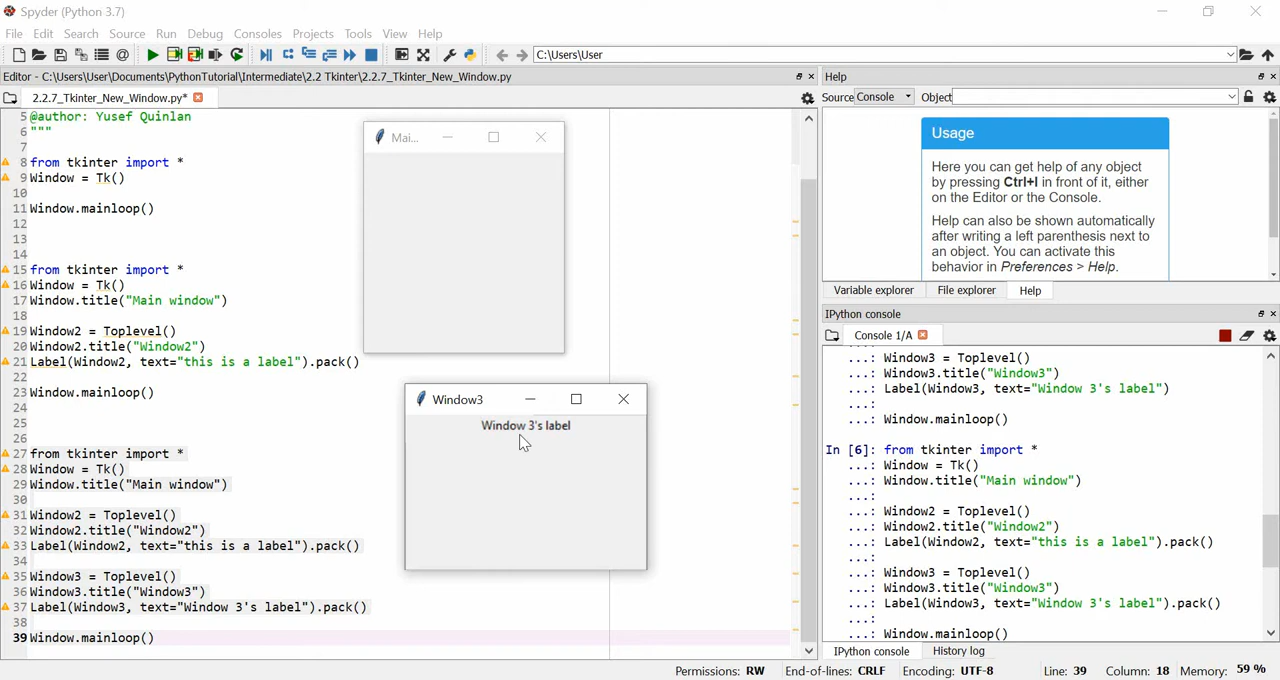 Spyder (Python 3.7)
File Edit Search Source Run Debug Consoles Projects Tools View Help
C:\Users\User
Editor - C:\Users\User\Documents\PythonTutorial\Intermediate\2.2 Tkinter\2.2.7_Tkinter_New_Window.py
2.2.7_Tkinter_New_Window.py*
5 @author: Yusef Quinlan
6 """
7
8 from tkinter import *
9 Window = Tk()
10
11 Window.mainloop()
12
13
14
15 from tkinter import *
16 Window = Tk()
17 Window.title("Main window")
18
19 Window2 = Toplevel()
20 Window2.title("Window2")
21 Label(Window2, text="this is a label").pack()
22
23 Window.mainloop()
24
25
26
27 from tkinter import *
28 Window = Tk()
29 Window.title("Main window")
30
31 Window2 = Toplevel()
32 Window2.title("Window2")
33 Label(Window2, text="this is a label").pack()
34
35 Window3 = Toplevel()
36 Window3.title("Window3")
37 Label(Window3, text="Window 3's label").pack()
38
39 Window.mainloop()
Mai...
Window3
Window 3's label
Help
Source Console Object
Usage
Here you can get help of any object
by pressing Ctrl+I in front of it, either
on the Editor or the Console.
Help can also be shown automatically
after writing a left parenthesis next to
an object. You can activate this
behavior in Preferences > Help.
Variable explorer File explorer Help
IPython console
Console 1/A
...: Window3 = Toplevel()
...: Window3.title("Window3")
...: Label(Window3, text="Window 3's label")
...:
...: Window.mainloop()
In [6]: from tkinter import *
...: Window = Tk()
...: Window.title("Main window")
...:
...: Window2 = Toplevel()
...: Window2.title("Window2")
...: Label(Window2, text="this is a label").pack()
...:
...: Window3 = Toplevel()
...: Window3.title("Window3")
...: Label(Window3, text="Window 3's label").pack()
...:
...: Window.mainloop()
IPython console History log
Permissions: RW End-of-lines: CRLF Encoding: UTF-8 Line: 39 Column: 18 Memory: 59 %